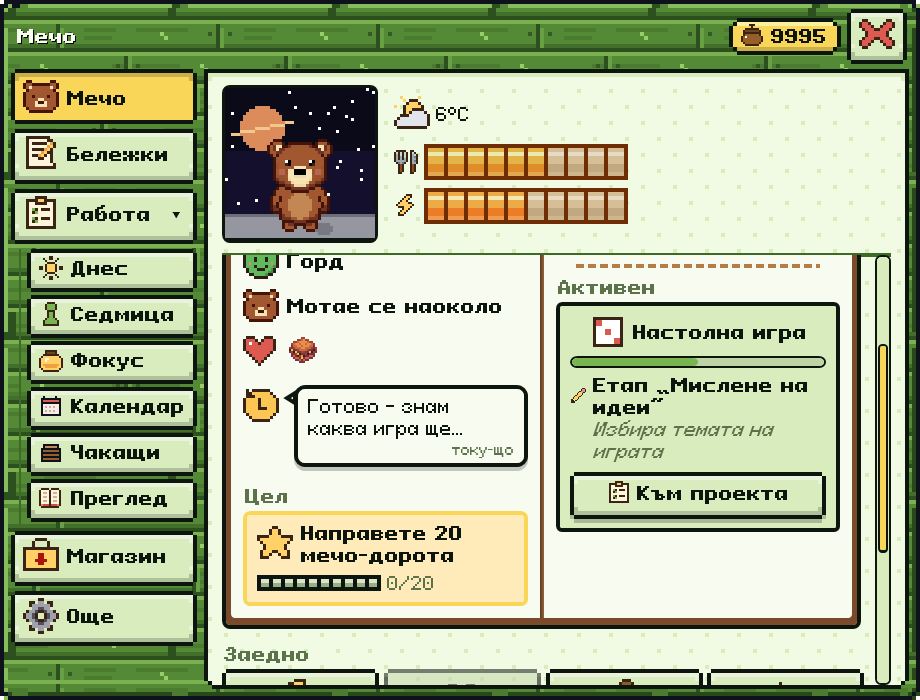 Мечо
9995
Мечо
Бележки
Работа
Днес
Седмица
Фокус
Календар
Чакащи
Преглед
Магазин
Още
6°C
Горд
Мотае се наоколо
Готово - знам
каква игра ще...
току-що
Цел
Направете 20
мечо-дорота
0/20
Активен
Настолна игра
Етап „Мислене на
идеи“
Избира темата на
играта
Към проекта
Заедно